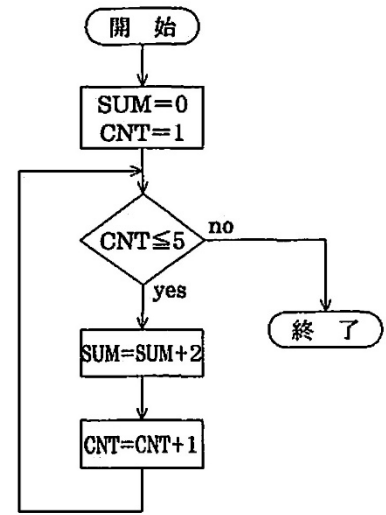 開 始
SUM=0
CNT=1
CNT≦5
no
yes
終 了
SUM=SUM+2
CNT=CNT+1